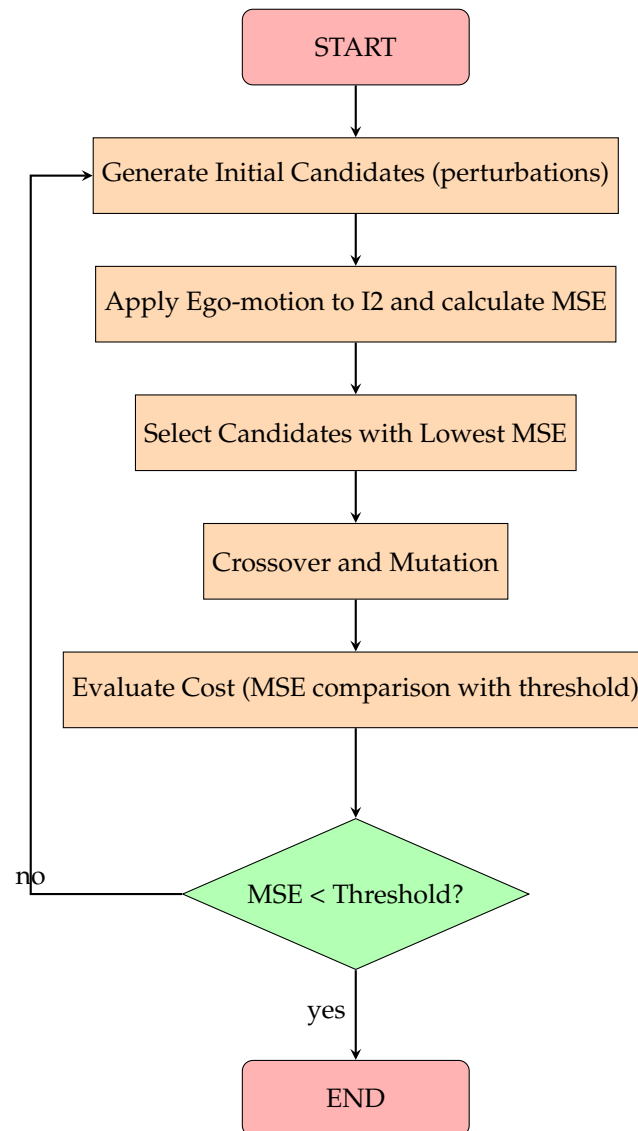 START
Generate Initial Candidates (perturbations)
Apply Ego-motion to I2 and calculate MSE
Select Candidates with Lowest MSE
Crossover and Mutation
Evaluate Cost (MSE comparison with threshold)
no
MSE < Threshold?
yes
END